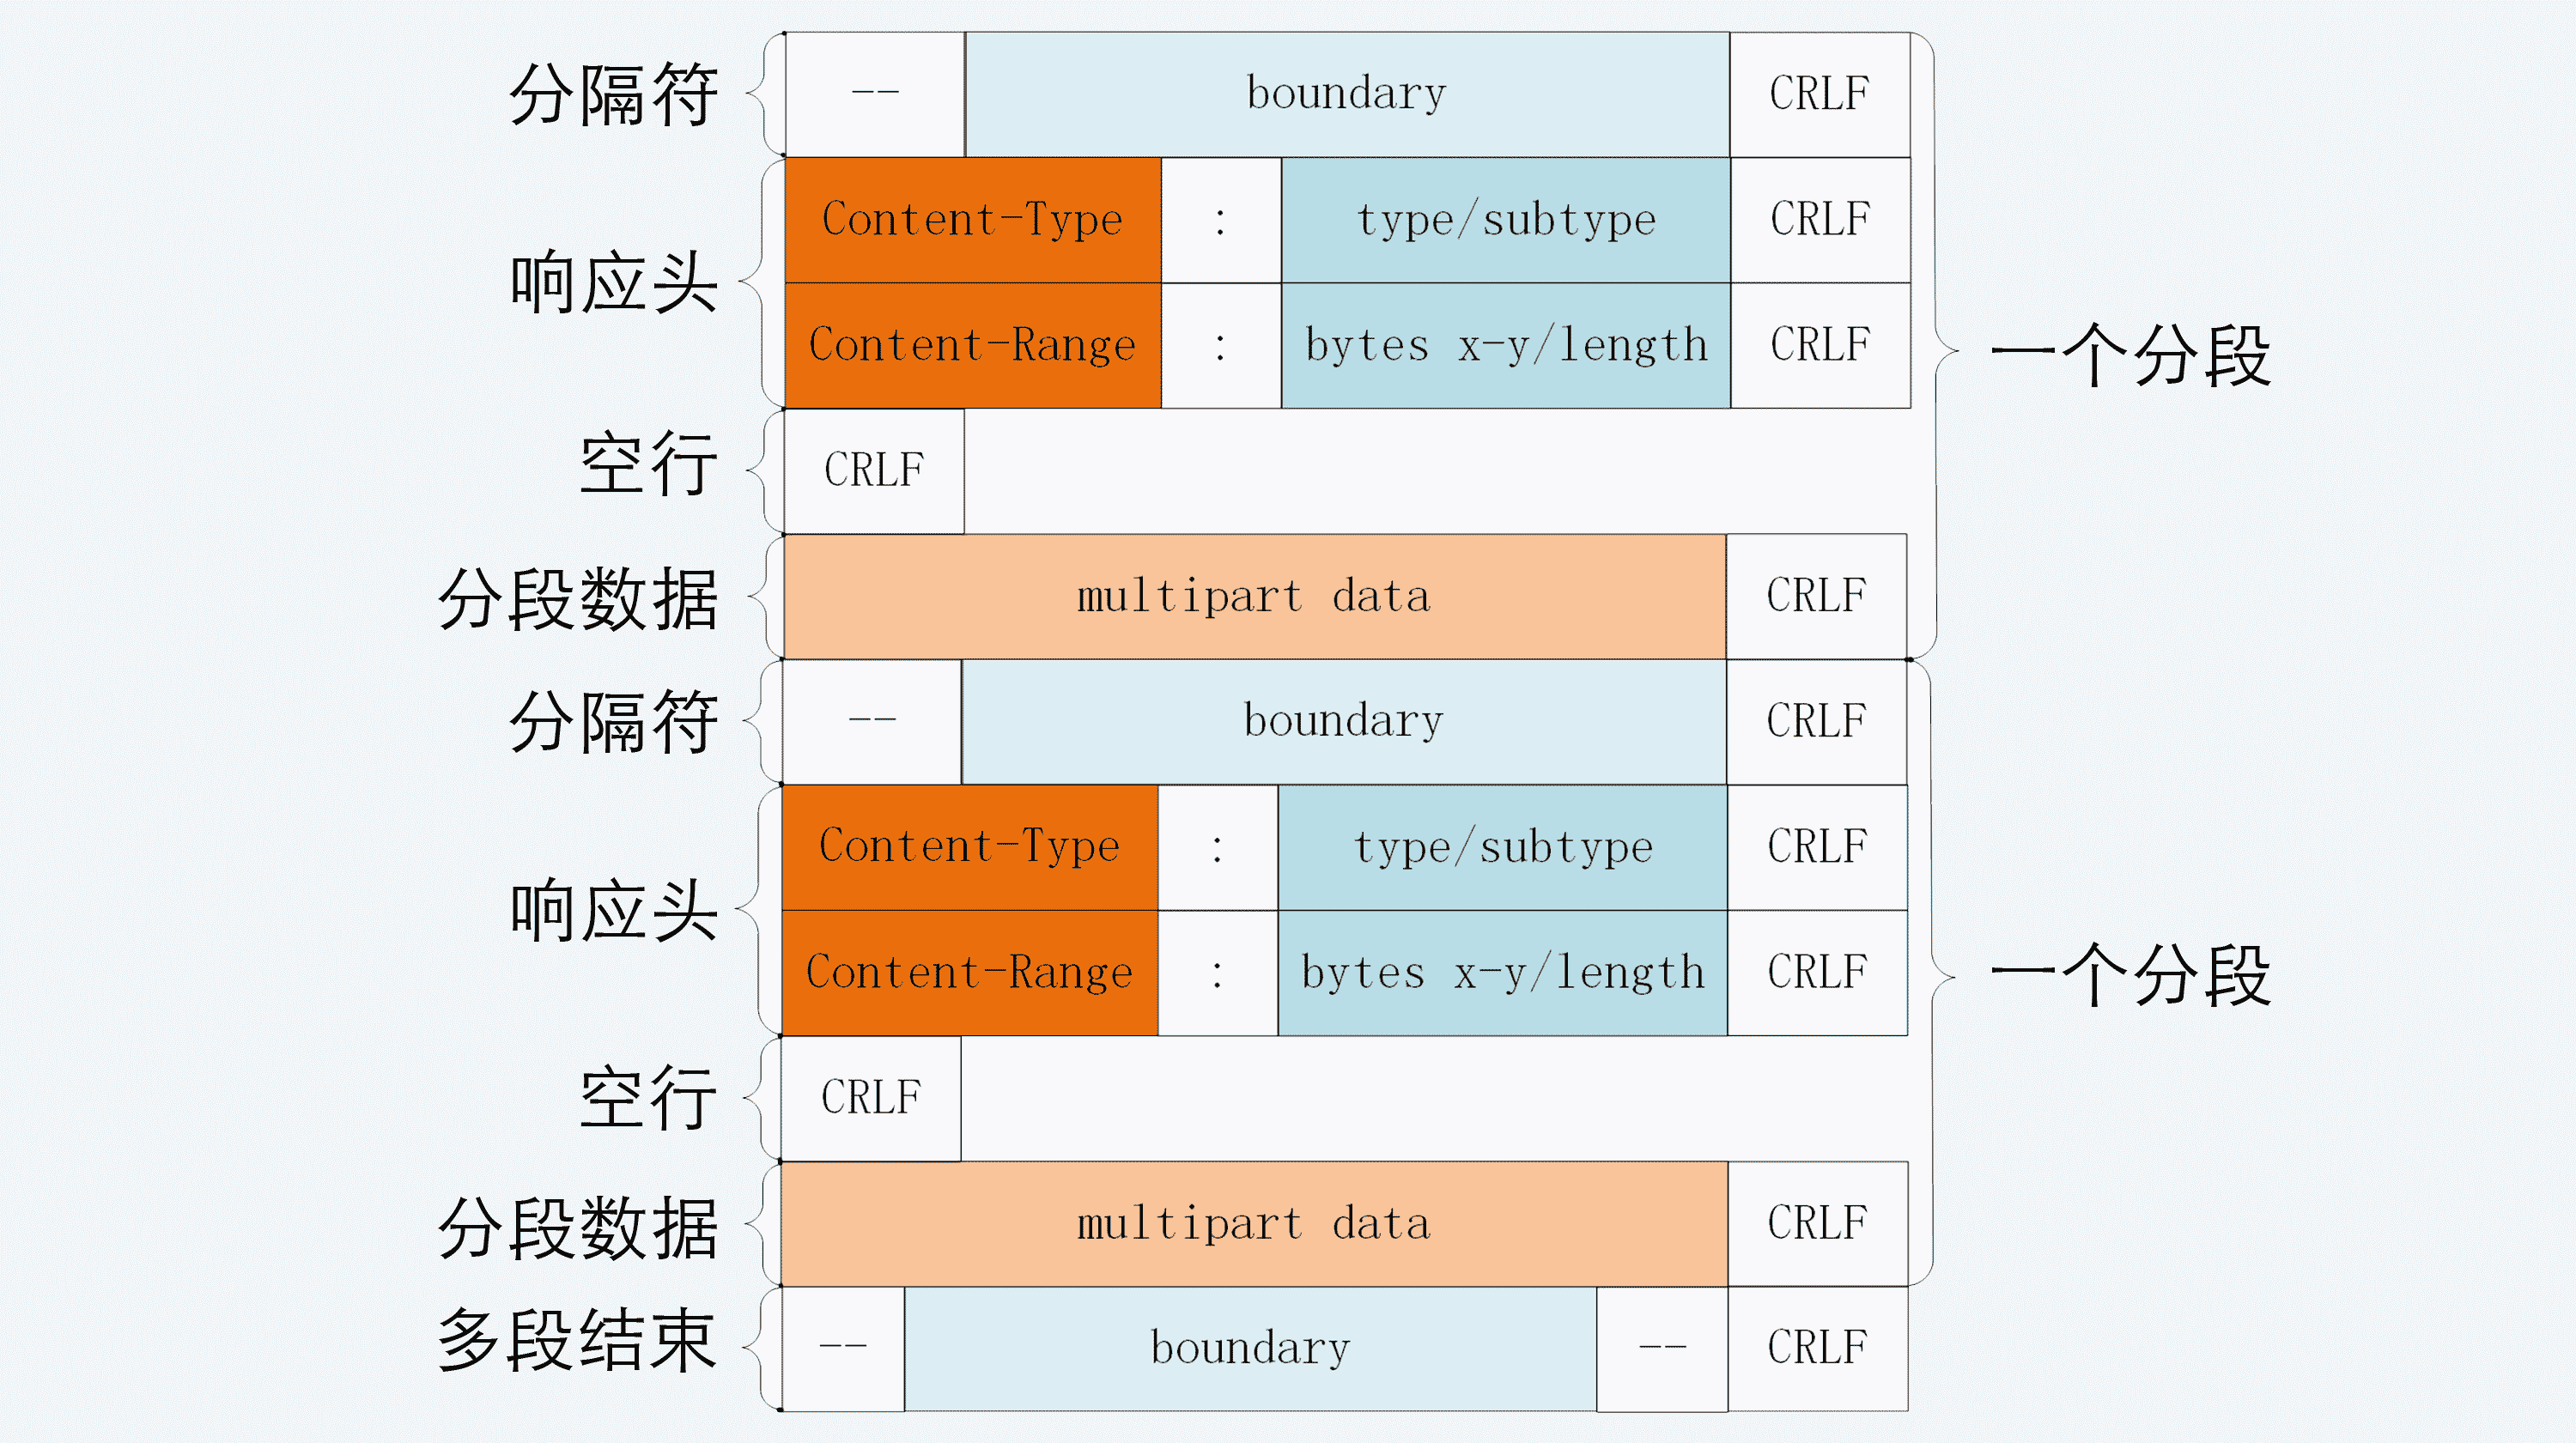 分隔符 -- boundary CRLF
响应头 Content-Type : type/subtype CRLF
Content-Range : bytes x-y/length CRLF
一个分段
空行 CRLF
分段数据 multipart data CRLF
分隔符 -- boundary CRLF
响应头 Content-Type : type/subtype CRLF
Content-Range : bytes x-y/length CRLF
一个分段
空行 CRLF
分段数据 multipart data CRLF
多段结束 -- boundary -- CRLF